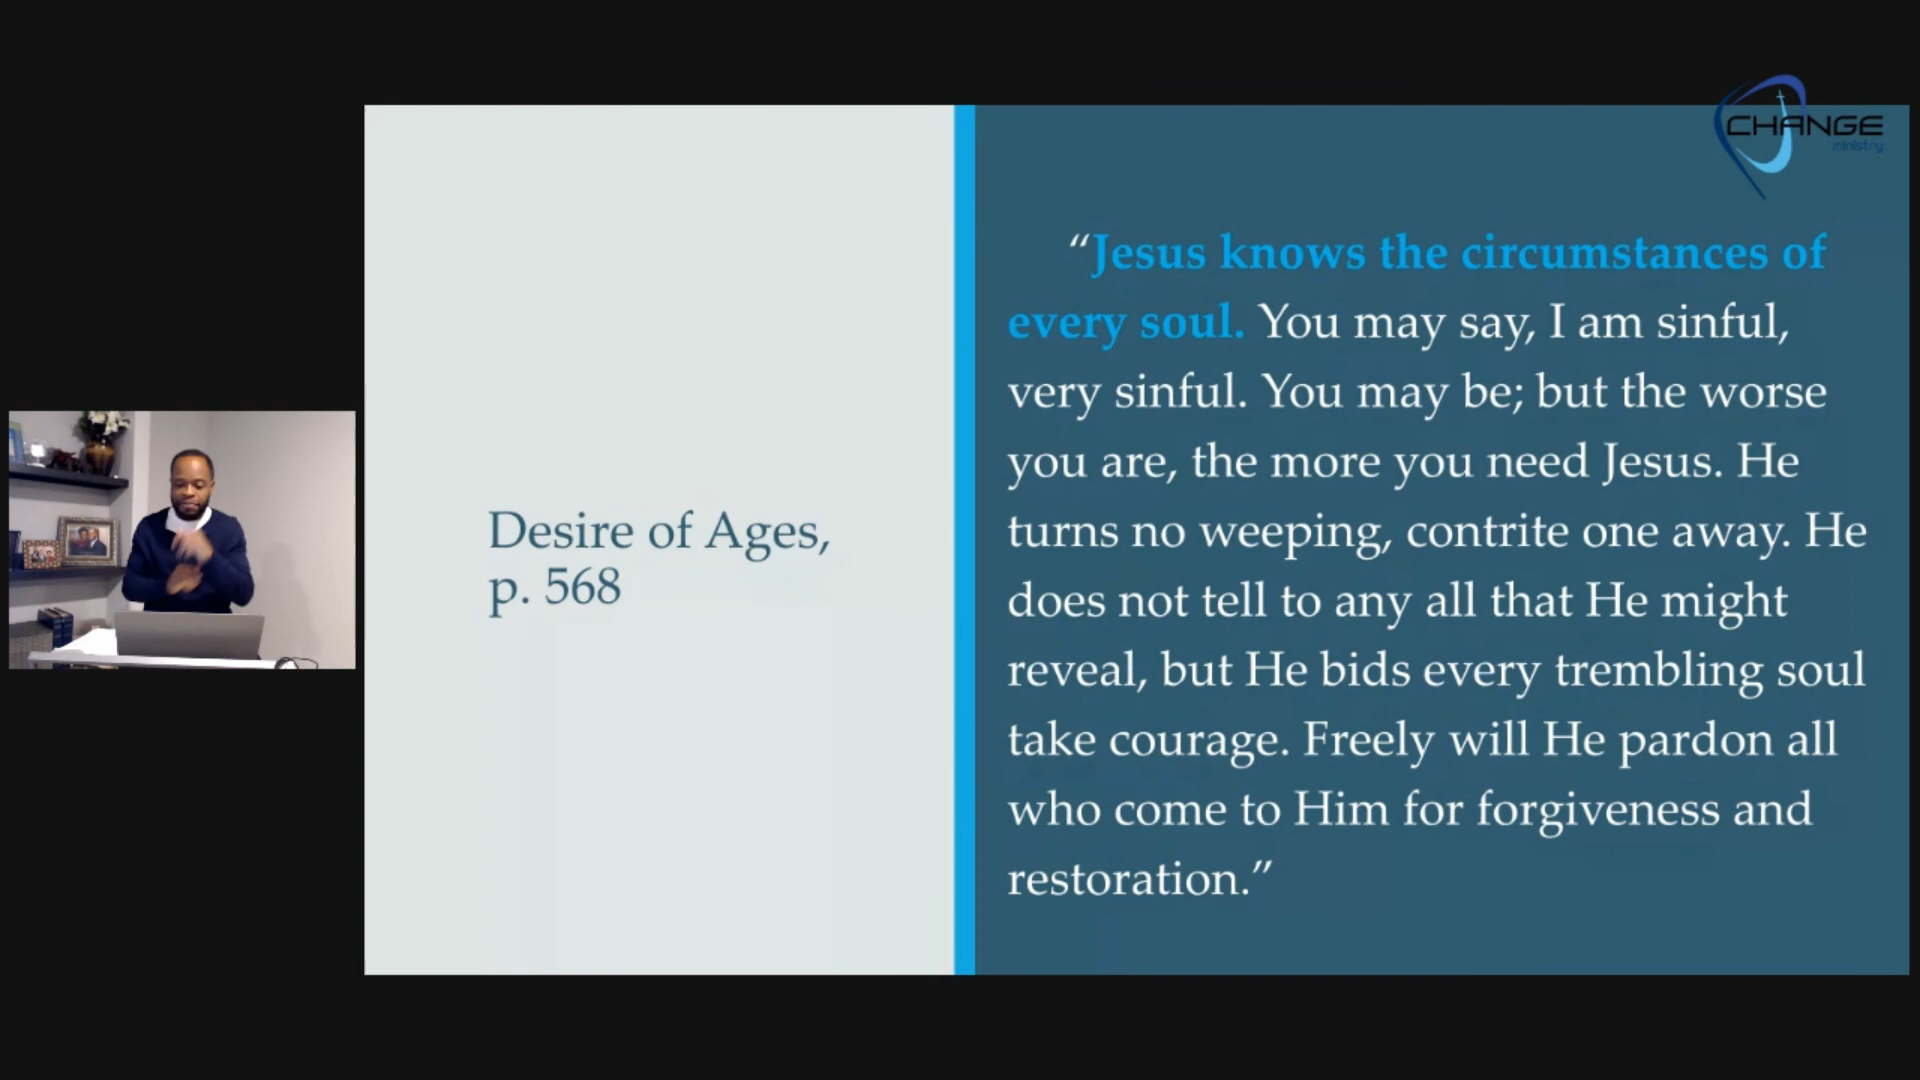 CHANGE
ministry
Desire of Ages,
p. 568
“Jesus knows the circumstances of
every soul. You may say, I am sinful,
very sinful. You may be; but the worse
you are, the more you need Jesus. He
turns no weeping, contrite one away. He
does not tell to any all that He might
reveal, but He bids every trembling soul
take courage. Freely will He pardon all
who come to Him for forgiveness and
restoration.”